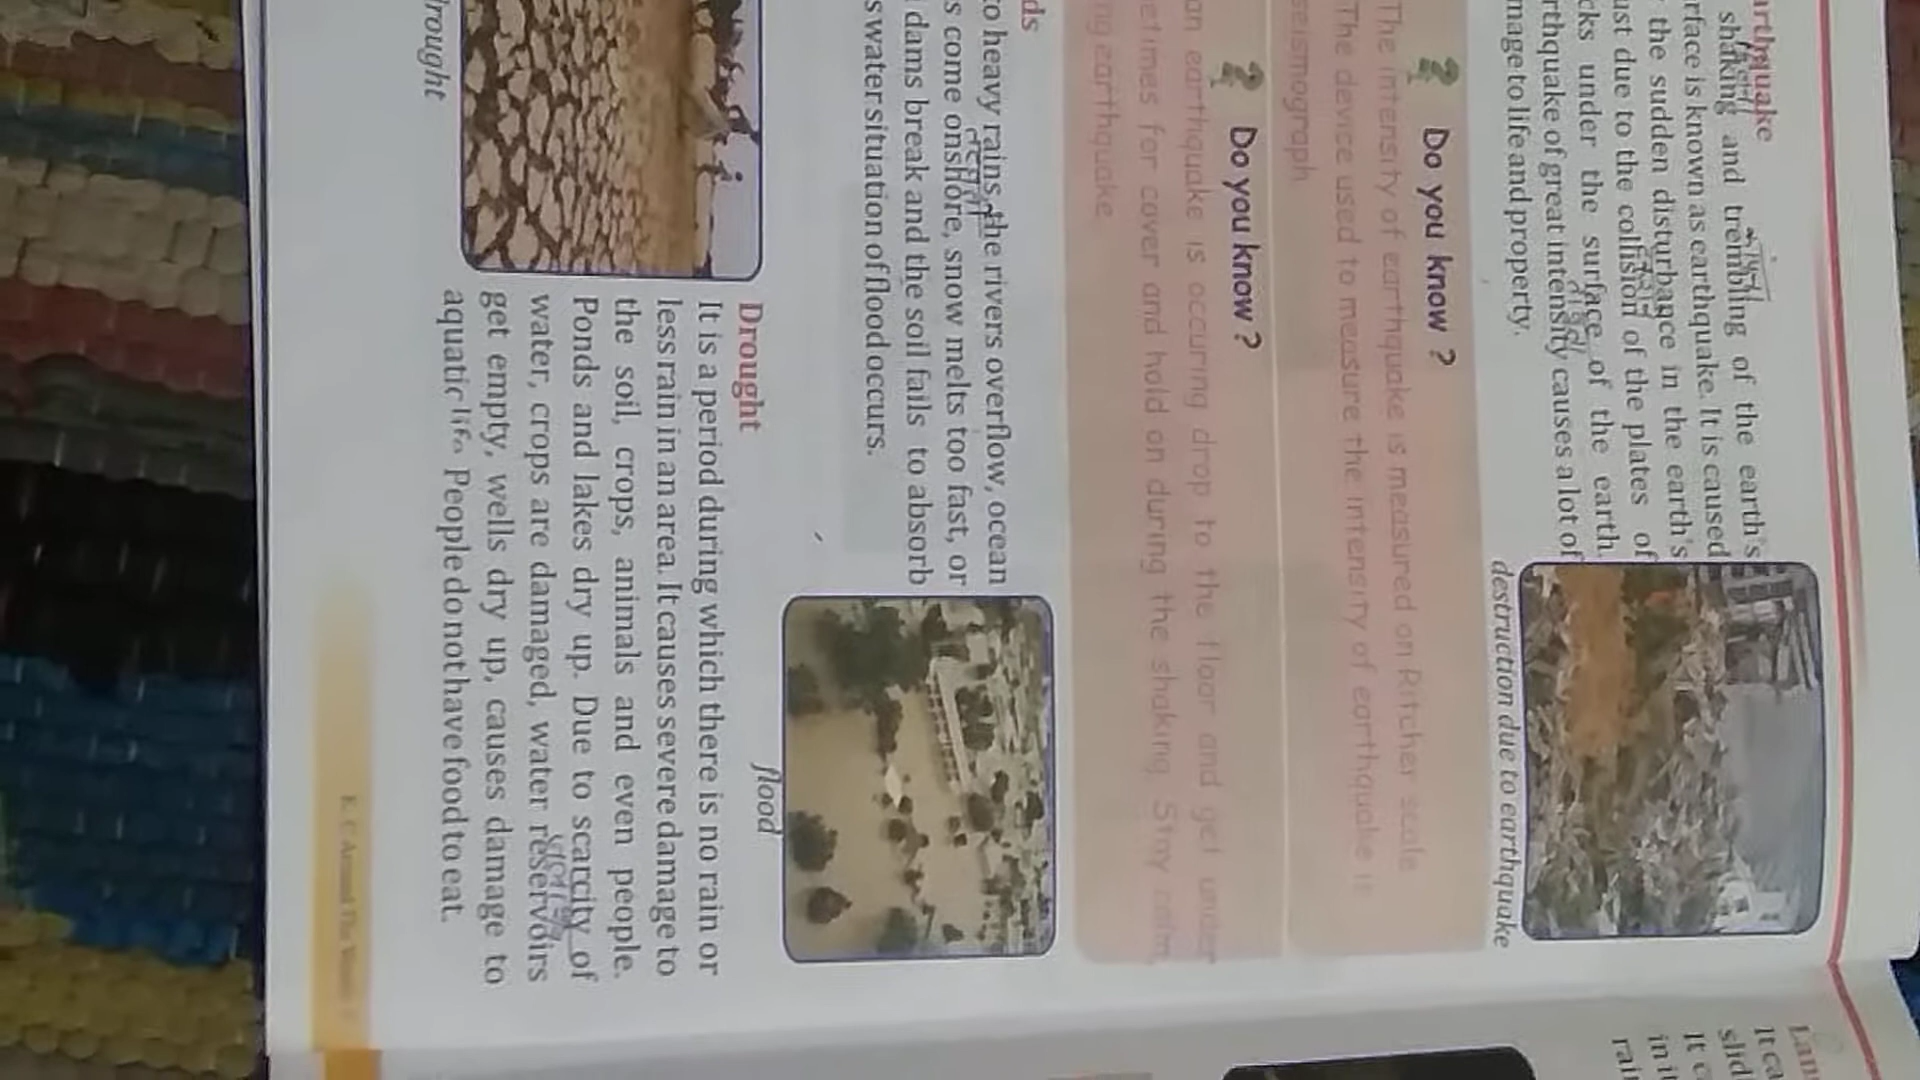 arthquake
shaking and trembling of the earth's
rface is known as earthquake. It is caused
the sudden disturbance in the earth's
ust due to the collision of the plates of
cks under the surface of the earth.
rthquake of great intensity causes a lot of
mage to life and property.
destruction due to earthquake
Do you know ?
The intensity of earthquake is measured on Ritcher scale
The device used to measure the intensity of earthquake is
seismograph
Do you know ?
an earthquake is occuring drop to the floor and get under
etimes for cover and hold on during the shaking. Stay calm,
ng earthquake.
ds
to heavy rains, the rivers overflow, ocean
s come onshore, snow melts too fast, or
dams break and the soil fails to absorb
s water situation of flood occurs.
flood
Drought
It is a period during which there is no rain or
less rain in an area. It causes severe damage to
the soil, crops, animals and even people.
Ponds and lakes dry up. Due to scarcity of
water, crops are damaged, water reservoirs
get empty, wells dry up, causes damage to
aquatic life. People do not have food to eat.
drought
Lan
It ca
slid
It c
in it
rai